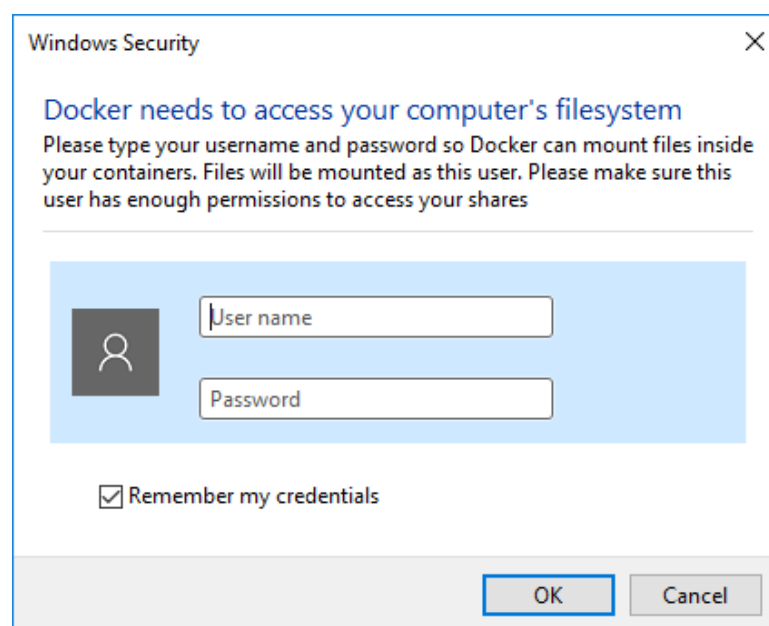 Windows Security
Docker needs to access your computer's filesystem
Please type your username and password so Docker can mount files inside
your containers. Files will be mounted as this user. Please make sure this
user has enough permissions to access your shares
User name
Password
Remember my credentials
OK
Cancel